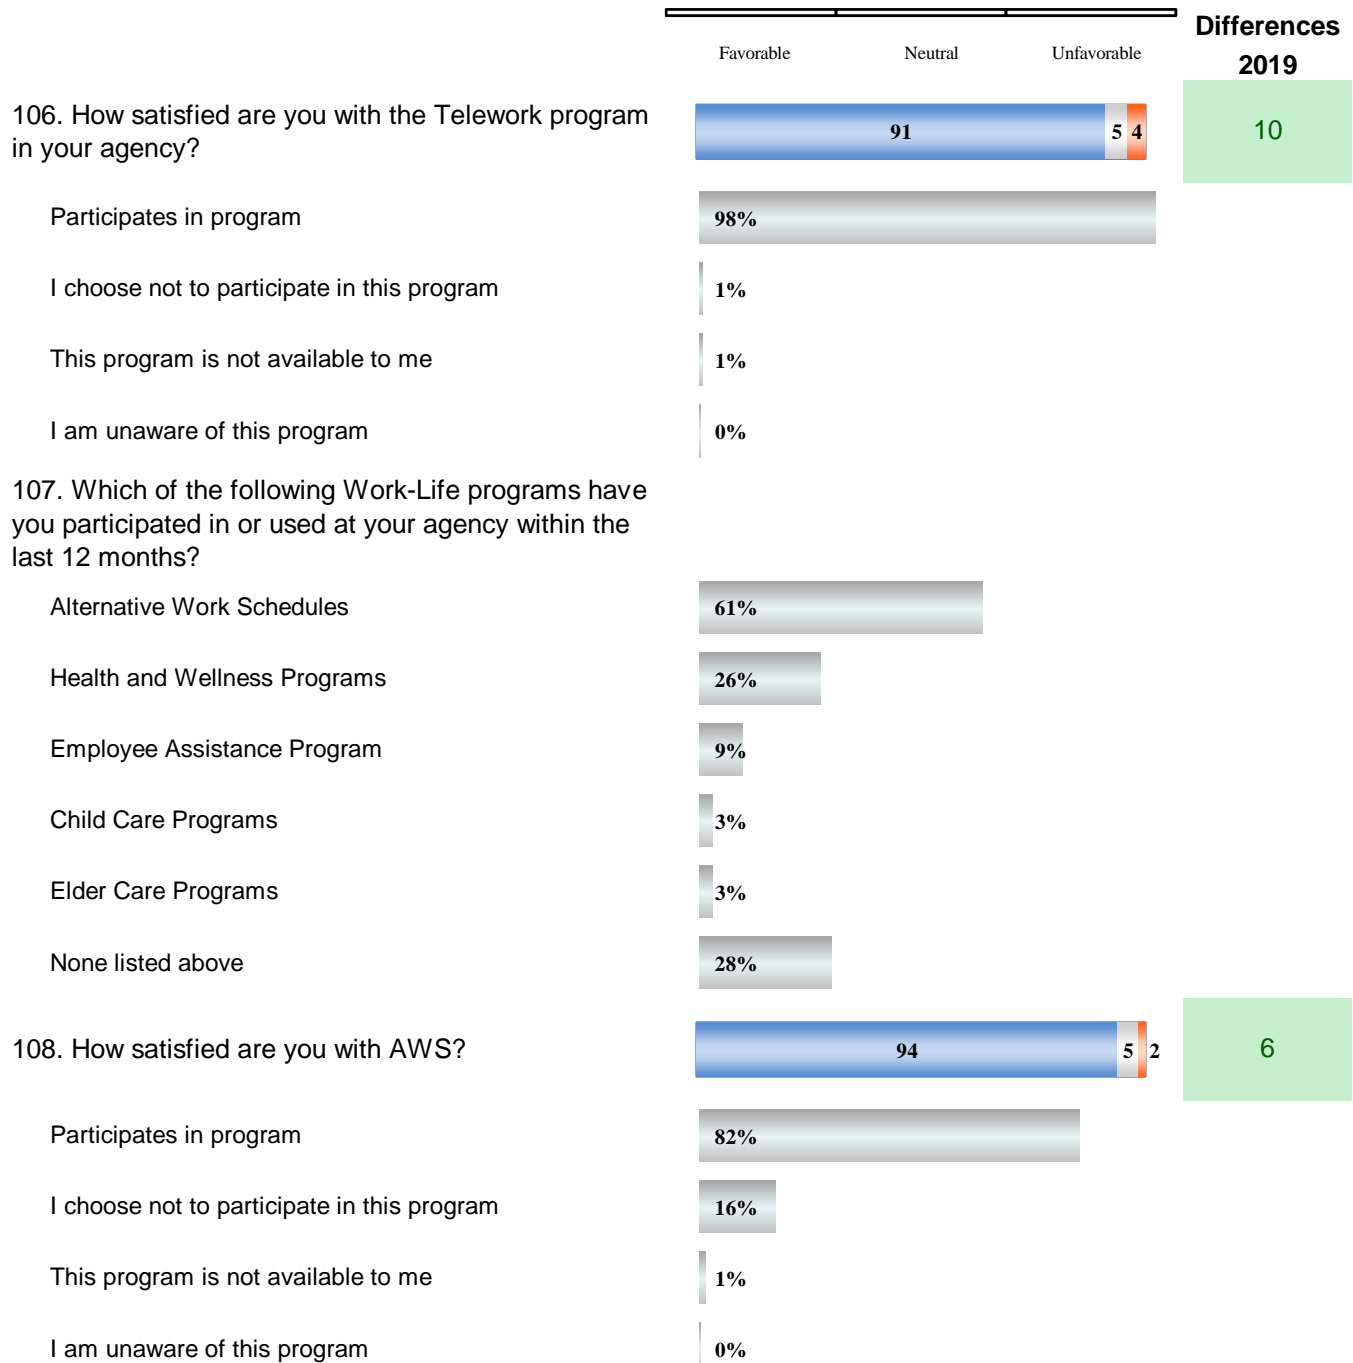 Differences
2019
Favorable Neutral Unfavorable
106. How satisfied are you with the Telework program
in your agency?
91 5 4 10
Participates in program 98%
I choose not to participate in this program 1%
This program is not available to me 1%
I am unaware of this program 0%
107. Which of the following Work-Life programs have
you participated in or used at your agency within the
last 12 months?
Alternative Work Schedules 61%
Health and Wellness Programs 26%
Employee Assistance Program 9%
Child Care Programs 3%
Elder Care Programs 3%
None listed above 28%
108. How satisfied are you with AWS? 94 5 2 6
Participates in program 82%
I choose not to participate in this program 16%
This program is not available to me 1%
I am unaware of this program 0%